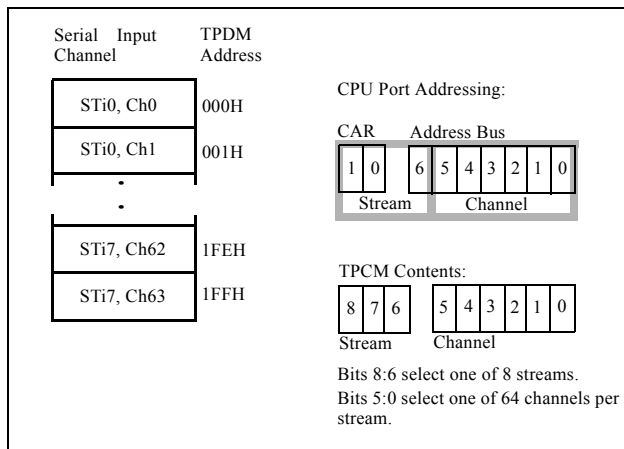 Serial Input Channel
TPDM Address
STi0, Ch0
000H
STi0, Ch1
001H
STi7, Ch62
1FEH
STi7, Ch63
1FFH
CPU Port Addressing:
CAR
Address Bus
1 0 6 5 4 3 2 1 0
Stream
Channel
TPCM Contents:
8 7 6 5 4 3 2 1 0
Stream
Channel
Bits 8:6 select one of 8 streams.
Bits 5:0 select one of 64 channels per
stream.